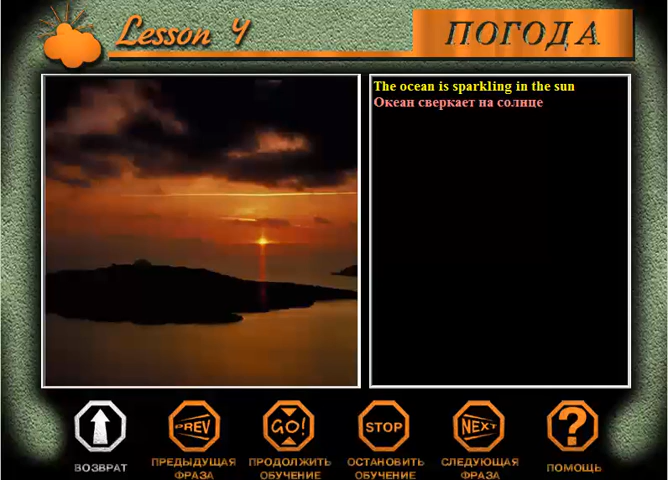 Lesson 4
ПОГОДА
The ocean is sparkling in the sun
Океан сверкает на солнце
PREV
GO!
STOP
NEXT
?
ВОЗВРАТ
ПРЕДЫДУЩАЯ
ФРАЗА
ПРОДОЛЖИТЬ
ОБУЧЕНИЕ
ОСТАНОВИТЬ
ОБУЧЕНИЕ
СЛЕДУЮЩАЯ
ФРАЗА
ПОМОЩЬ